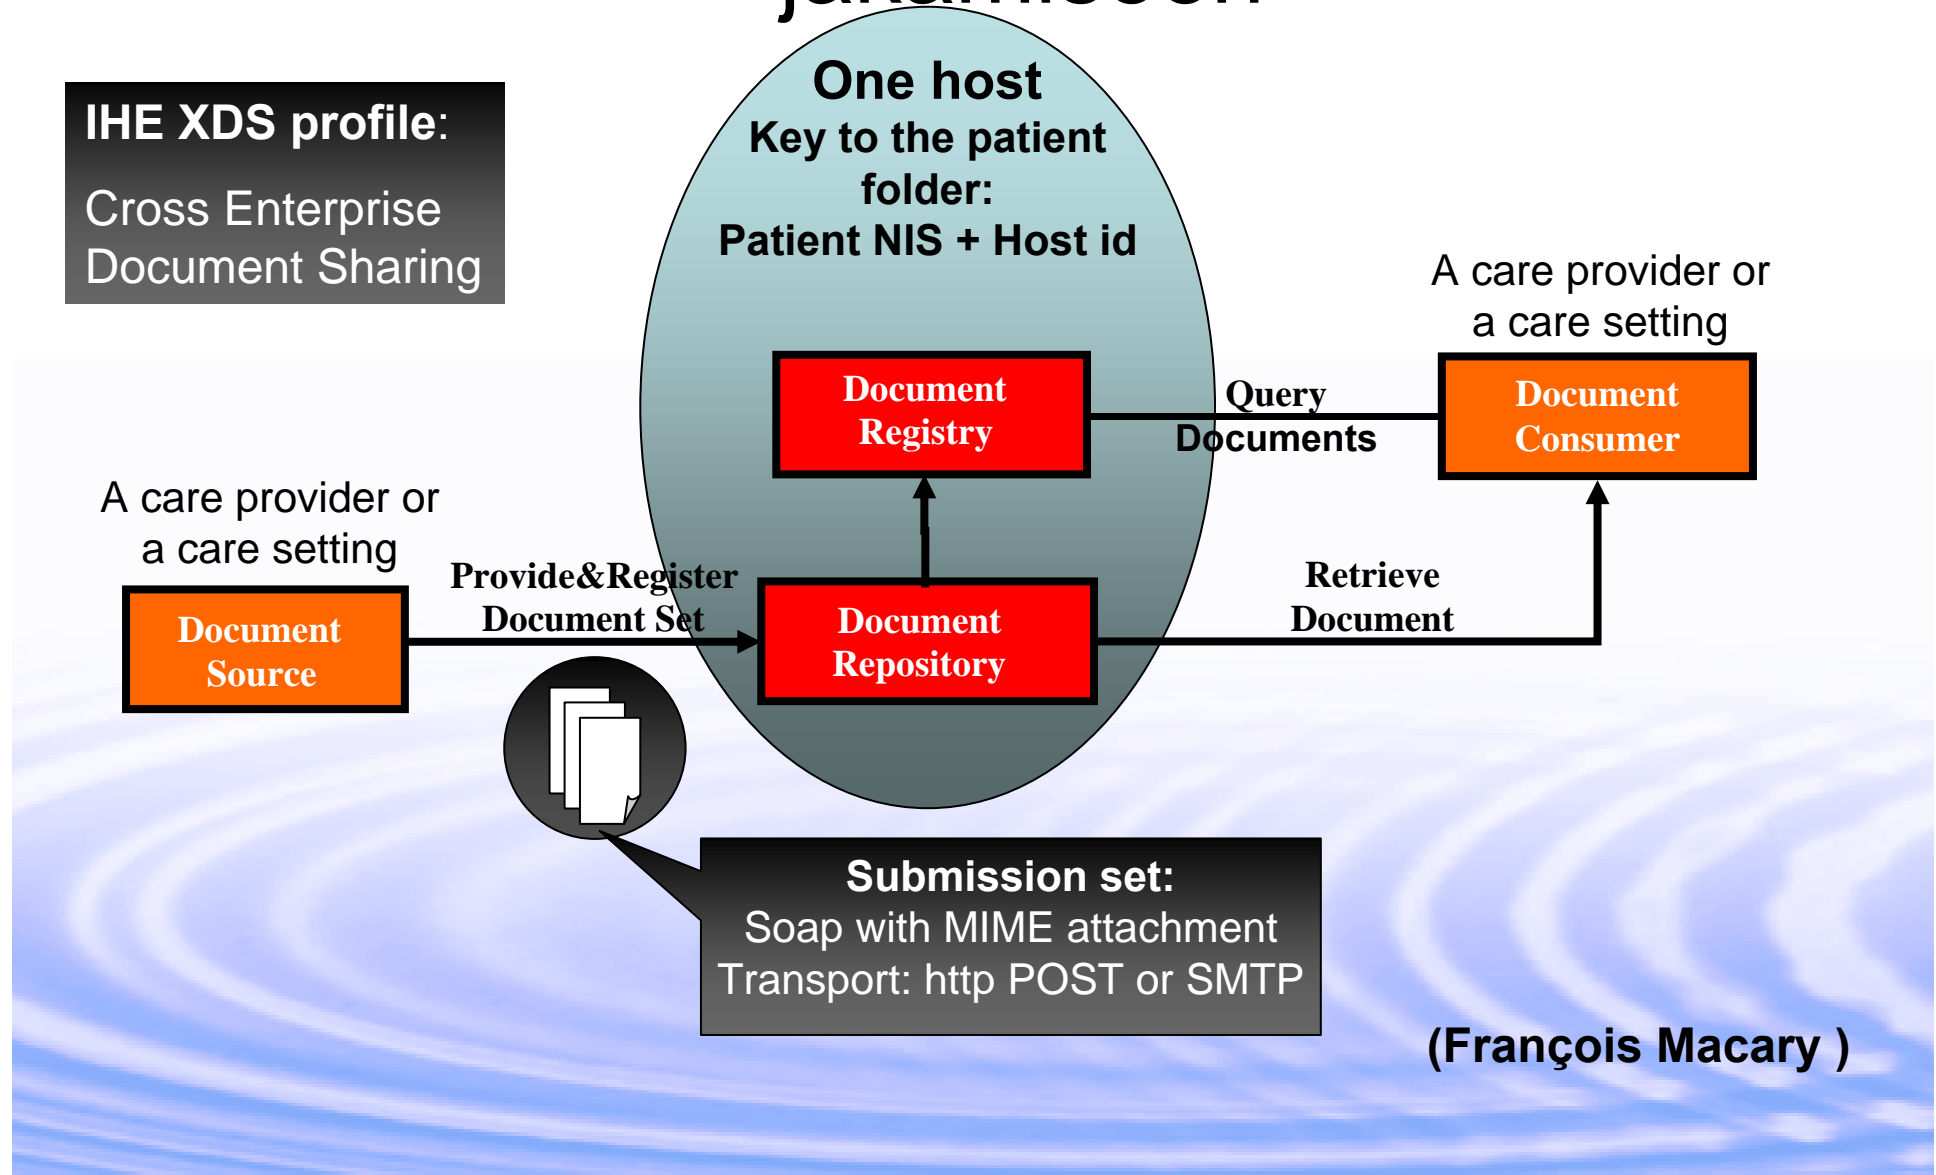 IHE XDS profile:
Cross Enterprise
Document Sharing
One host
Key to the patient
folder:
Patient NIS + Host id
A care provider or
a care setting
Document
Registry
Query
Documents
Document
Consumer
A care provider or
a care setting
Provide&Register
Document Set
Document
Source
Document
Repository
Retrieve
Document
Submission set:
Soap with MIME attachment
Transport: http POST or SMTP
(François Macary )